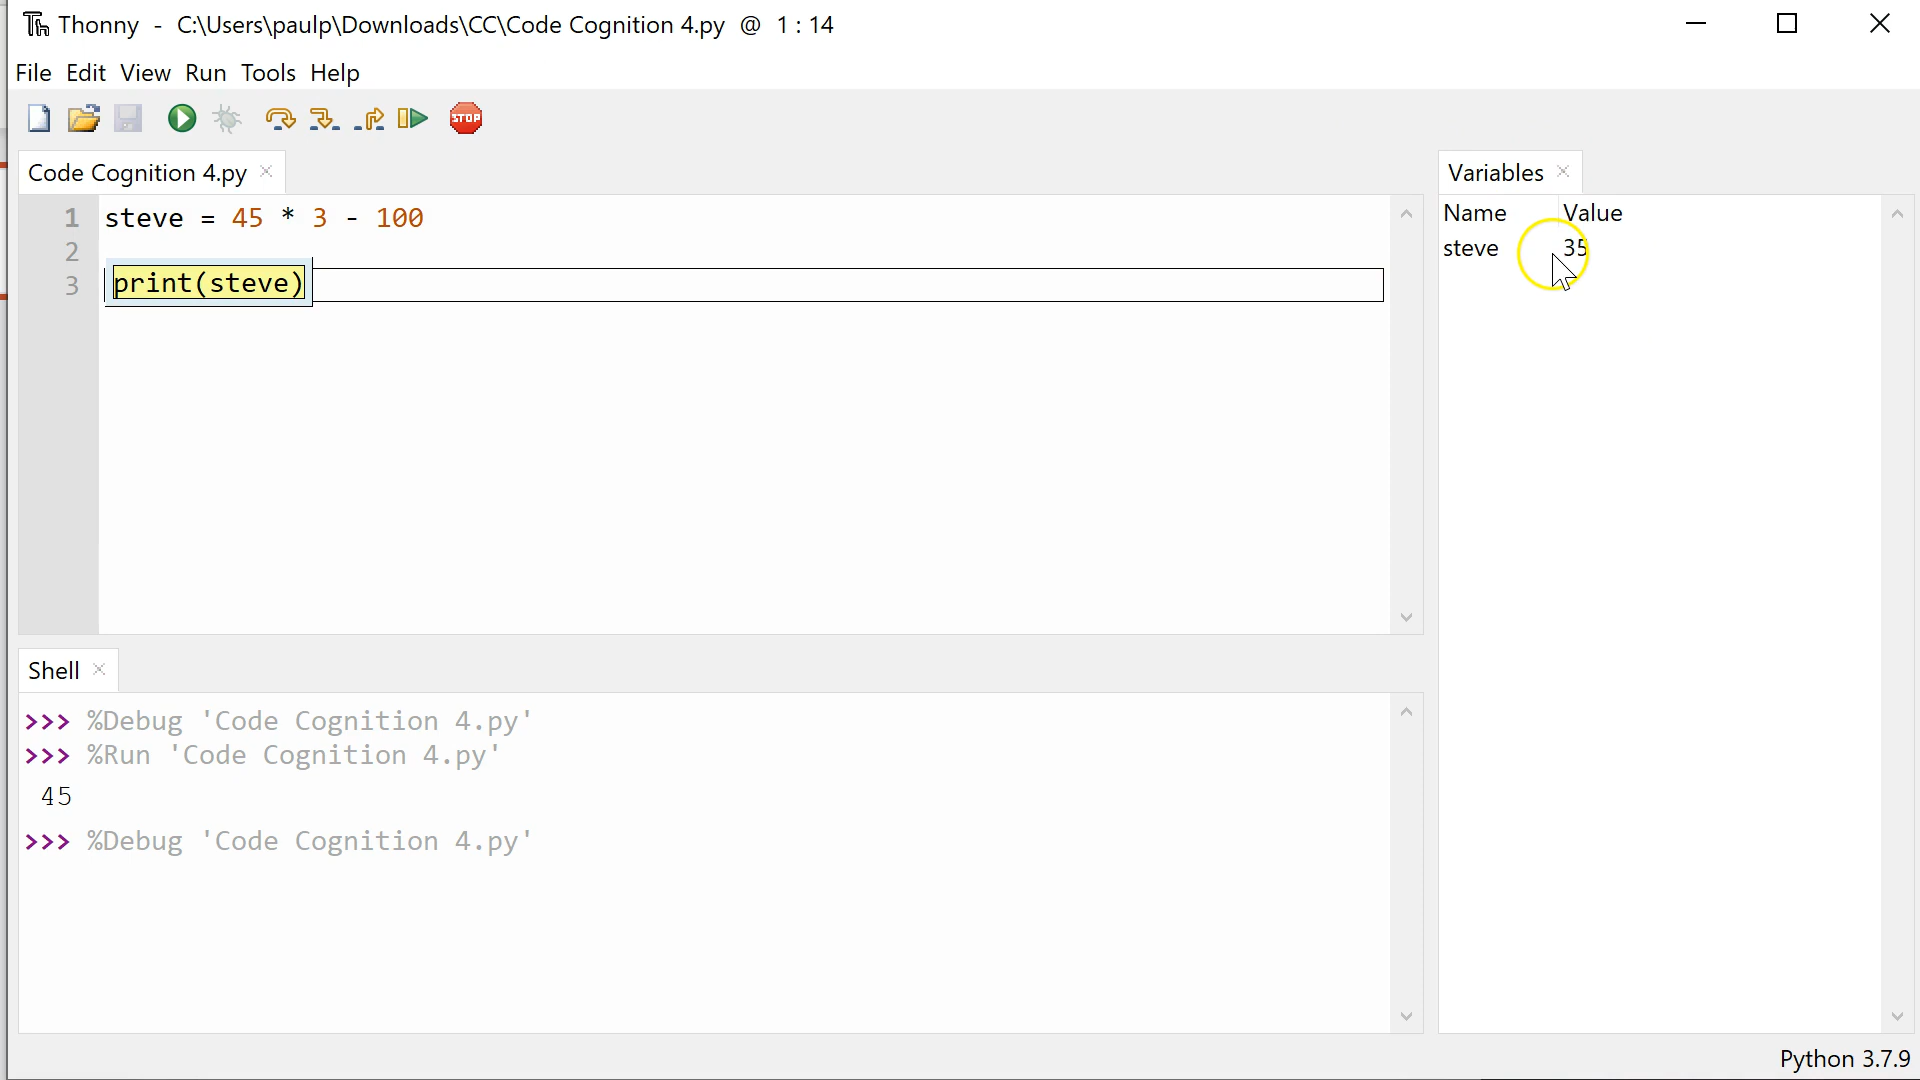 Thonny - C:\Users\paulp\Downloads\CC\Code Cognition 4.py @ 1 : 14
File Edit View Run Tools Help
STOP
Code Cognition 4.py
1 steve = 45 * 3 - 100
2
3 print(steve)
Variables
Name Value
steve 35
Shell
>>> %Debug 'Code Cognition 4.py'
>>> %Run 'Code Cognition 4.py'
45
>>> %Debug 'Code Cognition 4.py'
Python 3.7.9